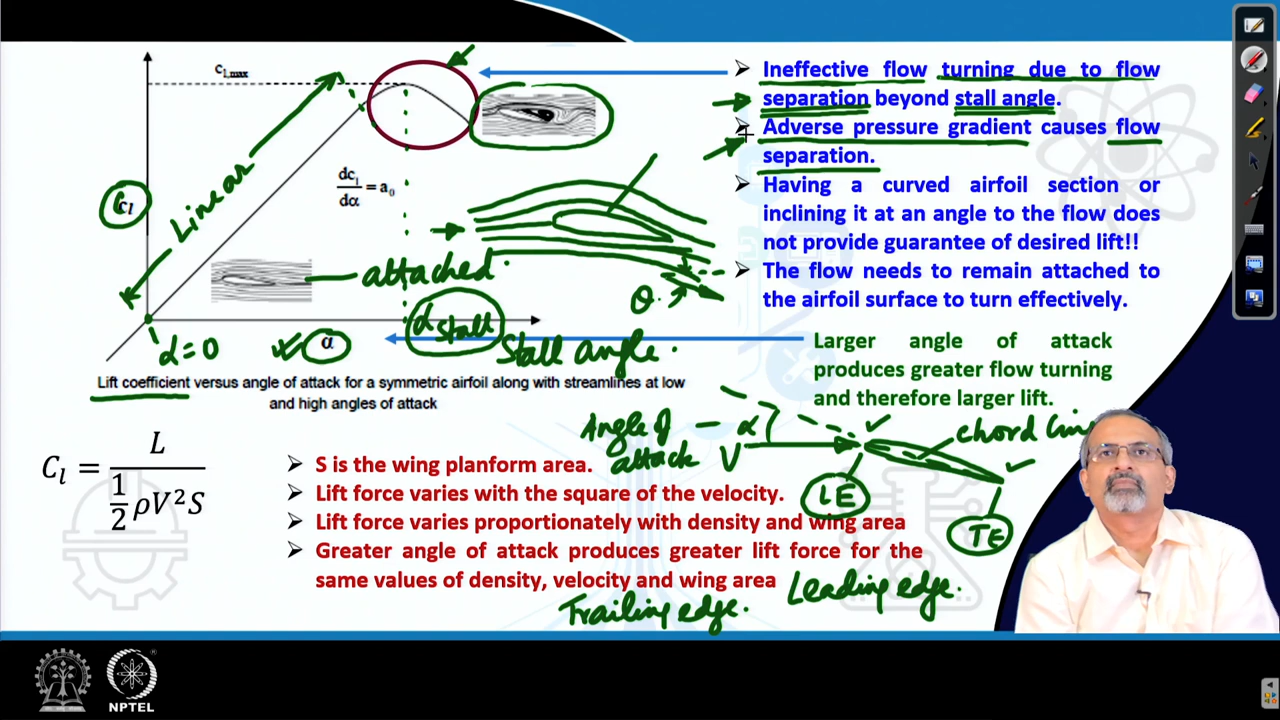 c_l,max
Ineffective flow turning due to flow
separation beyond stall angle.
Adverse pressure gradient causes flow
separation.
Having a curved airfoil section or
inclining it at an angle to the flow does
not provide guarantee of desired lift!!
The flow needs to remain attached to
the airfoil surface to turn effectively.
Linear
c_l
dc_l/dα = a_0
attached.
θ
α=0
α
α stall
Stall angle.
Larger angle of attack
produces greater flow turning
and therefore larger lift.
Lift coefficient versus angle of attack for a symmetric airfoil along with streamlines at low
and high angles of attack
Angle of
attack
- α
V
chord line
LE
TE
C_l = L / (1/2 ρV²S)
S is the wing planform area.
Lift force varies with the square of the velocity.
Lift force varies proportionately with density and wing area
Greater angle of attack produces greater lift force for the
same values of density, velocity and wing area
Leading edge.
Trailing edge.
NPTEL